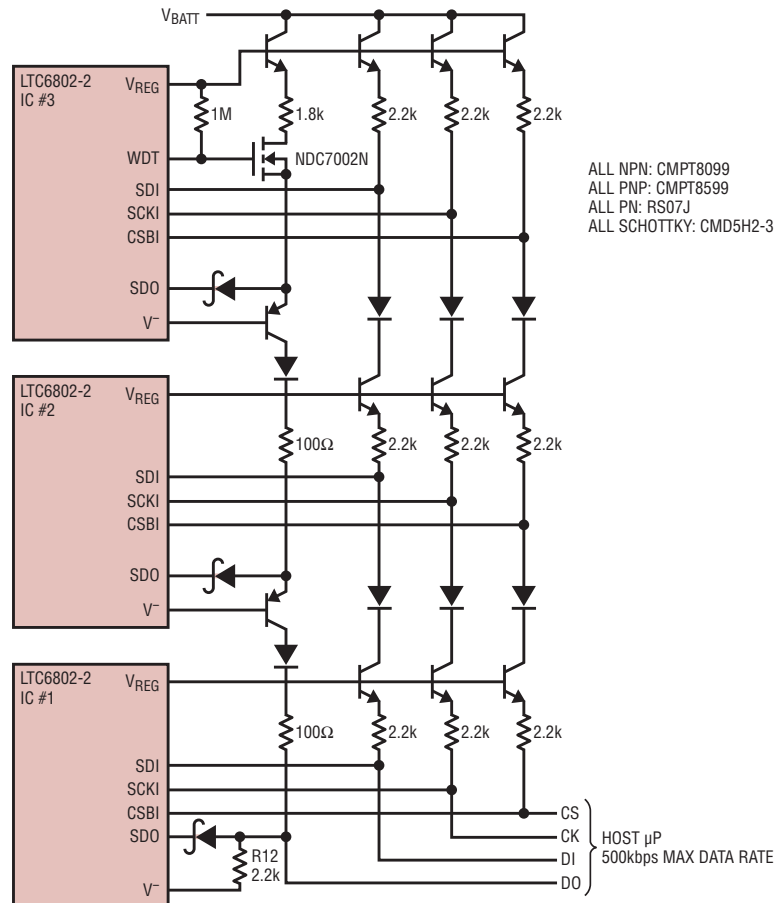 VBATT
LTC6802-2
IC #3
VREG
1M
1.8k
2.2k
2.2k
2.2k
WDT
NDC7002N
SDI
SCKI
CSBI
SDO
V–
ALL NPN: CMPT8099
ALL PNP: CMPT8599
ALL PN: RS07J
ALL SCHOTTKY: CMD5H2-3
LTC6802-2
IC #2
VREG
100Ω
2.2k
2.2k
2.2k
SDI
SCKI
CSBI
SDO
V–
LTC6802-2
IC #1
VREG
100Ω
2.2k
2.2k
2.2k
SDI
SCKI
CSBI
SDO
R12
2.2k
V–
CS
CK
DI
DO
HOST µP
500kbps MAX DATA RATE